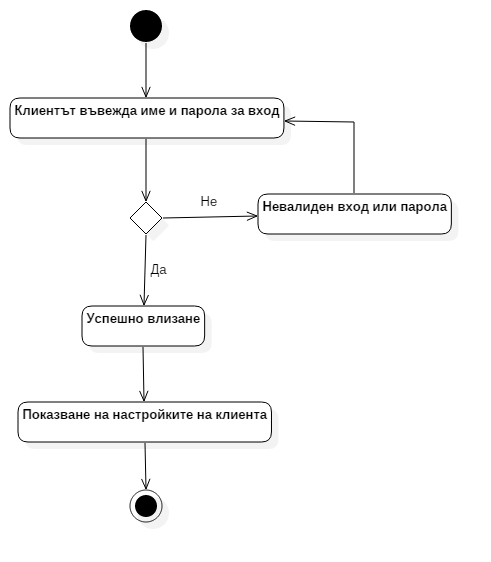 Клиентът въвежда име и парола за вход
Не
Невалиден вход или парола
Да
Успешно влизане
Показване на настройките на клиента